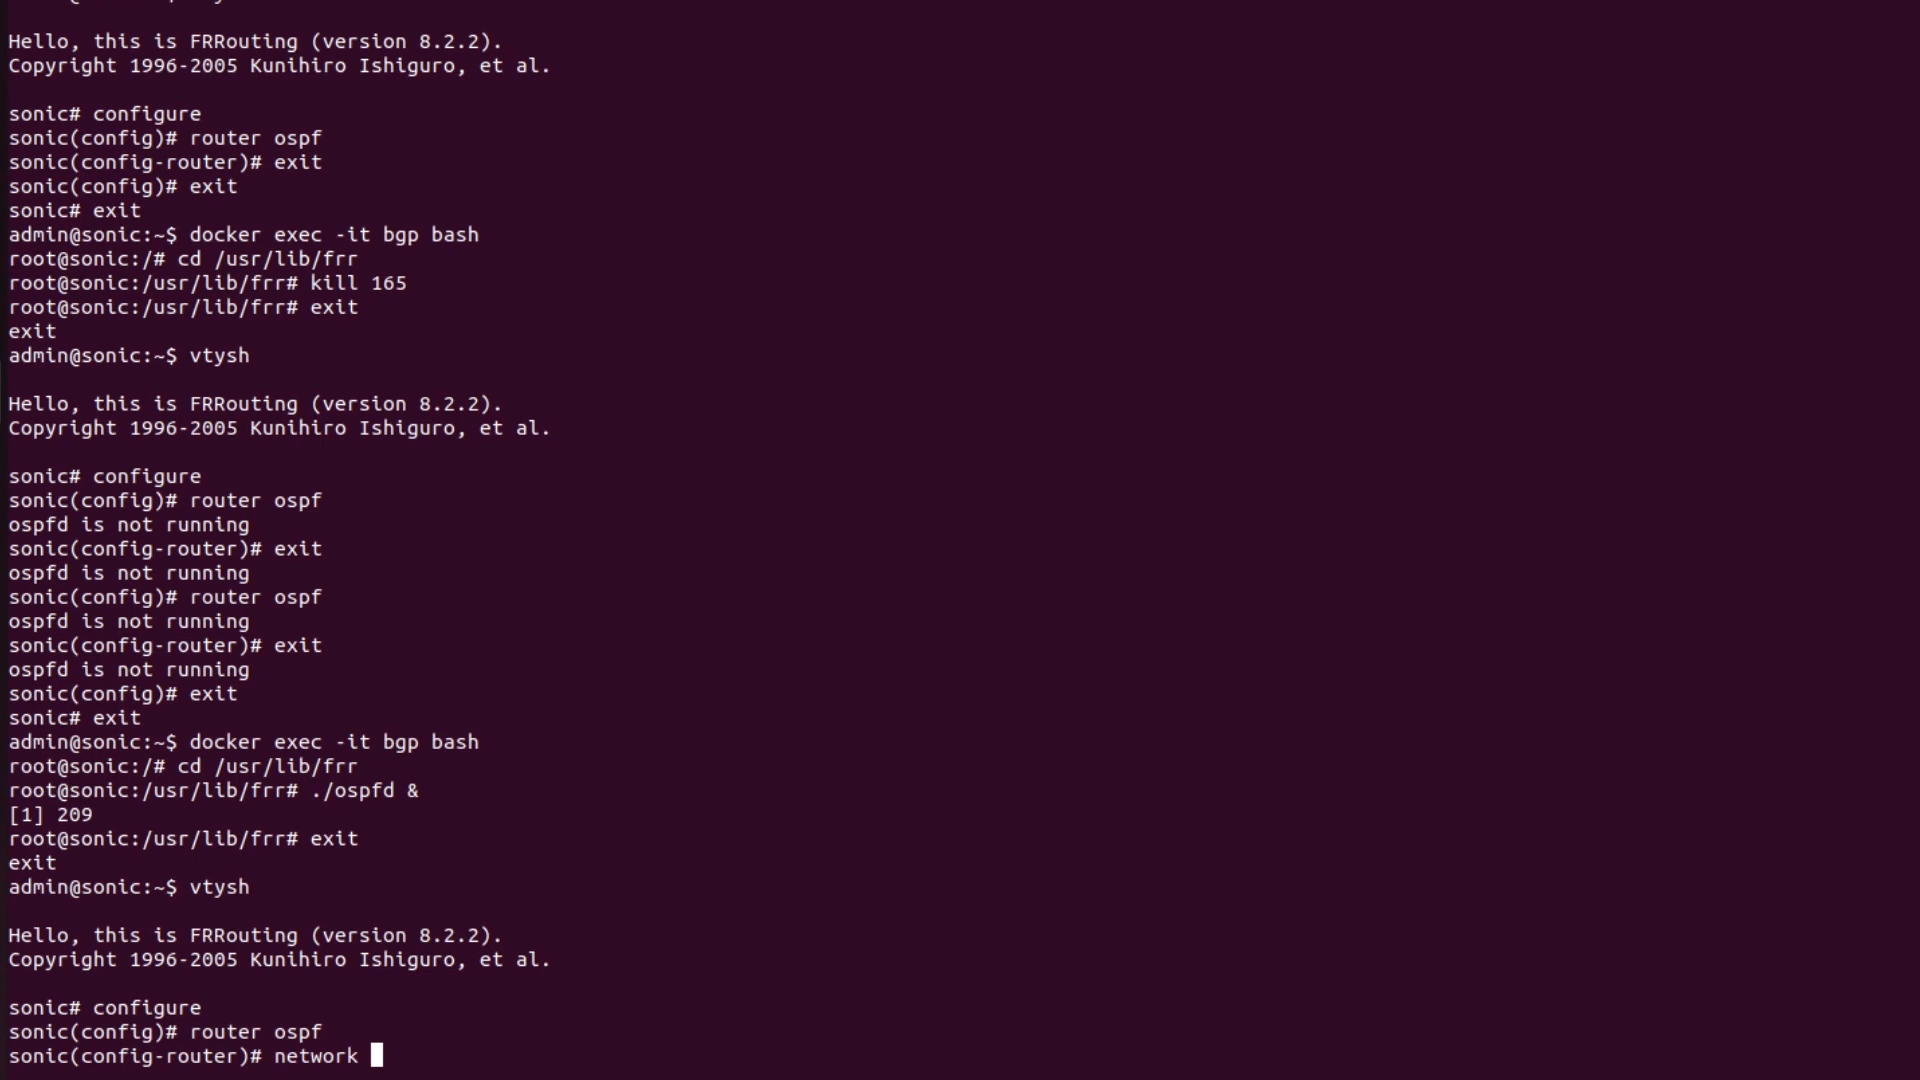 Hello, this is FRRouting (version 8.2.2).
Copyright 1996-2005 Kunihiro Ishiguro, et al.
sonic# configure
sonic(config)# router ospf
sonic(config-router)# exit
sonic(config)# exit
sonic# exit
admin@sonic:~$ docker exec -it bgp bash
root@sonic:/# cd /usr/lib/frr
root@sonic:/usr/lib/frr# kill 165
root@sonic:/usr/lib/frr# exit
exit
admin@sonic:~$ vtysh
Hello, this is FRRouting (version 8.2.2).
Copyright 1996-2005 Kunihiro Ishiguro, et al.
sonic# configure
sonic(config)# router ospf
ospfd is not running
sonic(config-router)# exit
ospfd is not running
sonic(config)# router ospf
ospfd is not running
sonic(config-router)# exit
ospfd is not running
sonic(config)# exit
sonic# exit
admin@sonic:~$ docker exec -it bgp bash
root@sonic:/# cd /usr/lib/frr
root@sonic:/usr/lib/frr# ./ospfd &
[1] 209
root@sonic:/usr/lib/frr# exit
exit
admin@sonic:~$ vtysh
Hello, this is FRRouting (version 8.2.2).
Copyright 1996-2005 Kunihiro Ishiguro, et al.
sonic# configure
sonic(config)# router ospf
sonic(config-router)# network